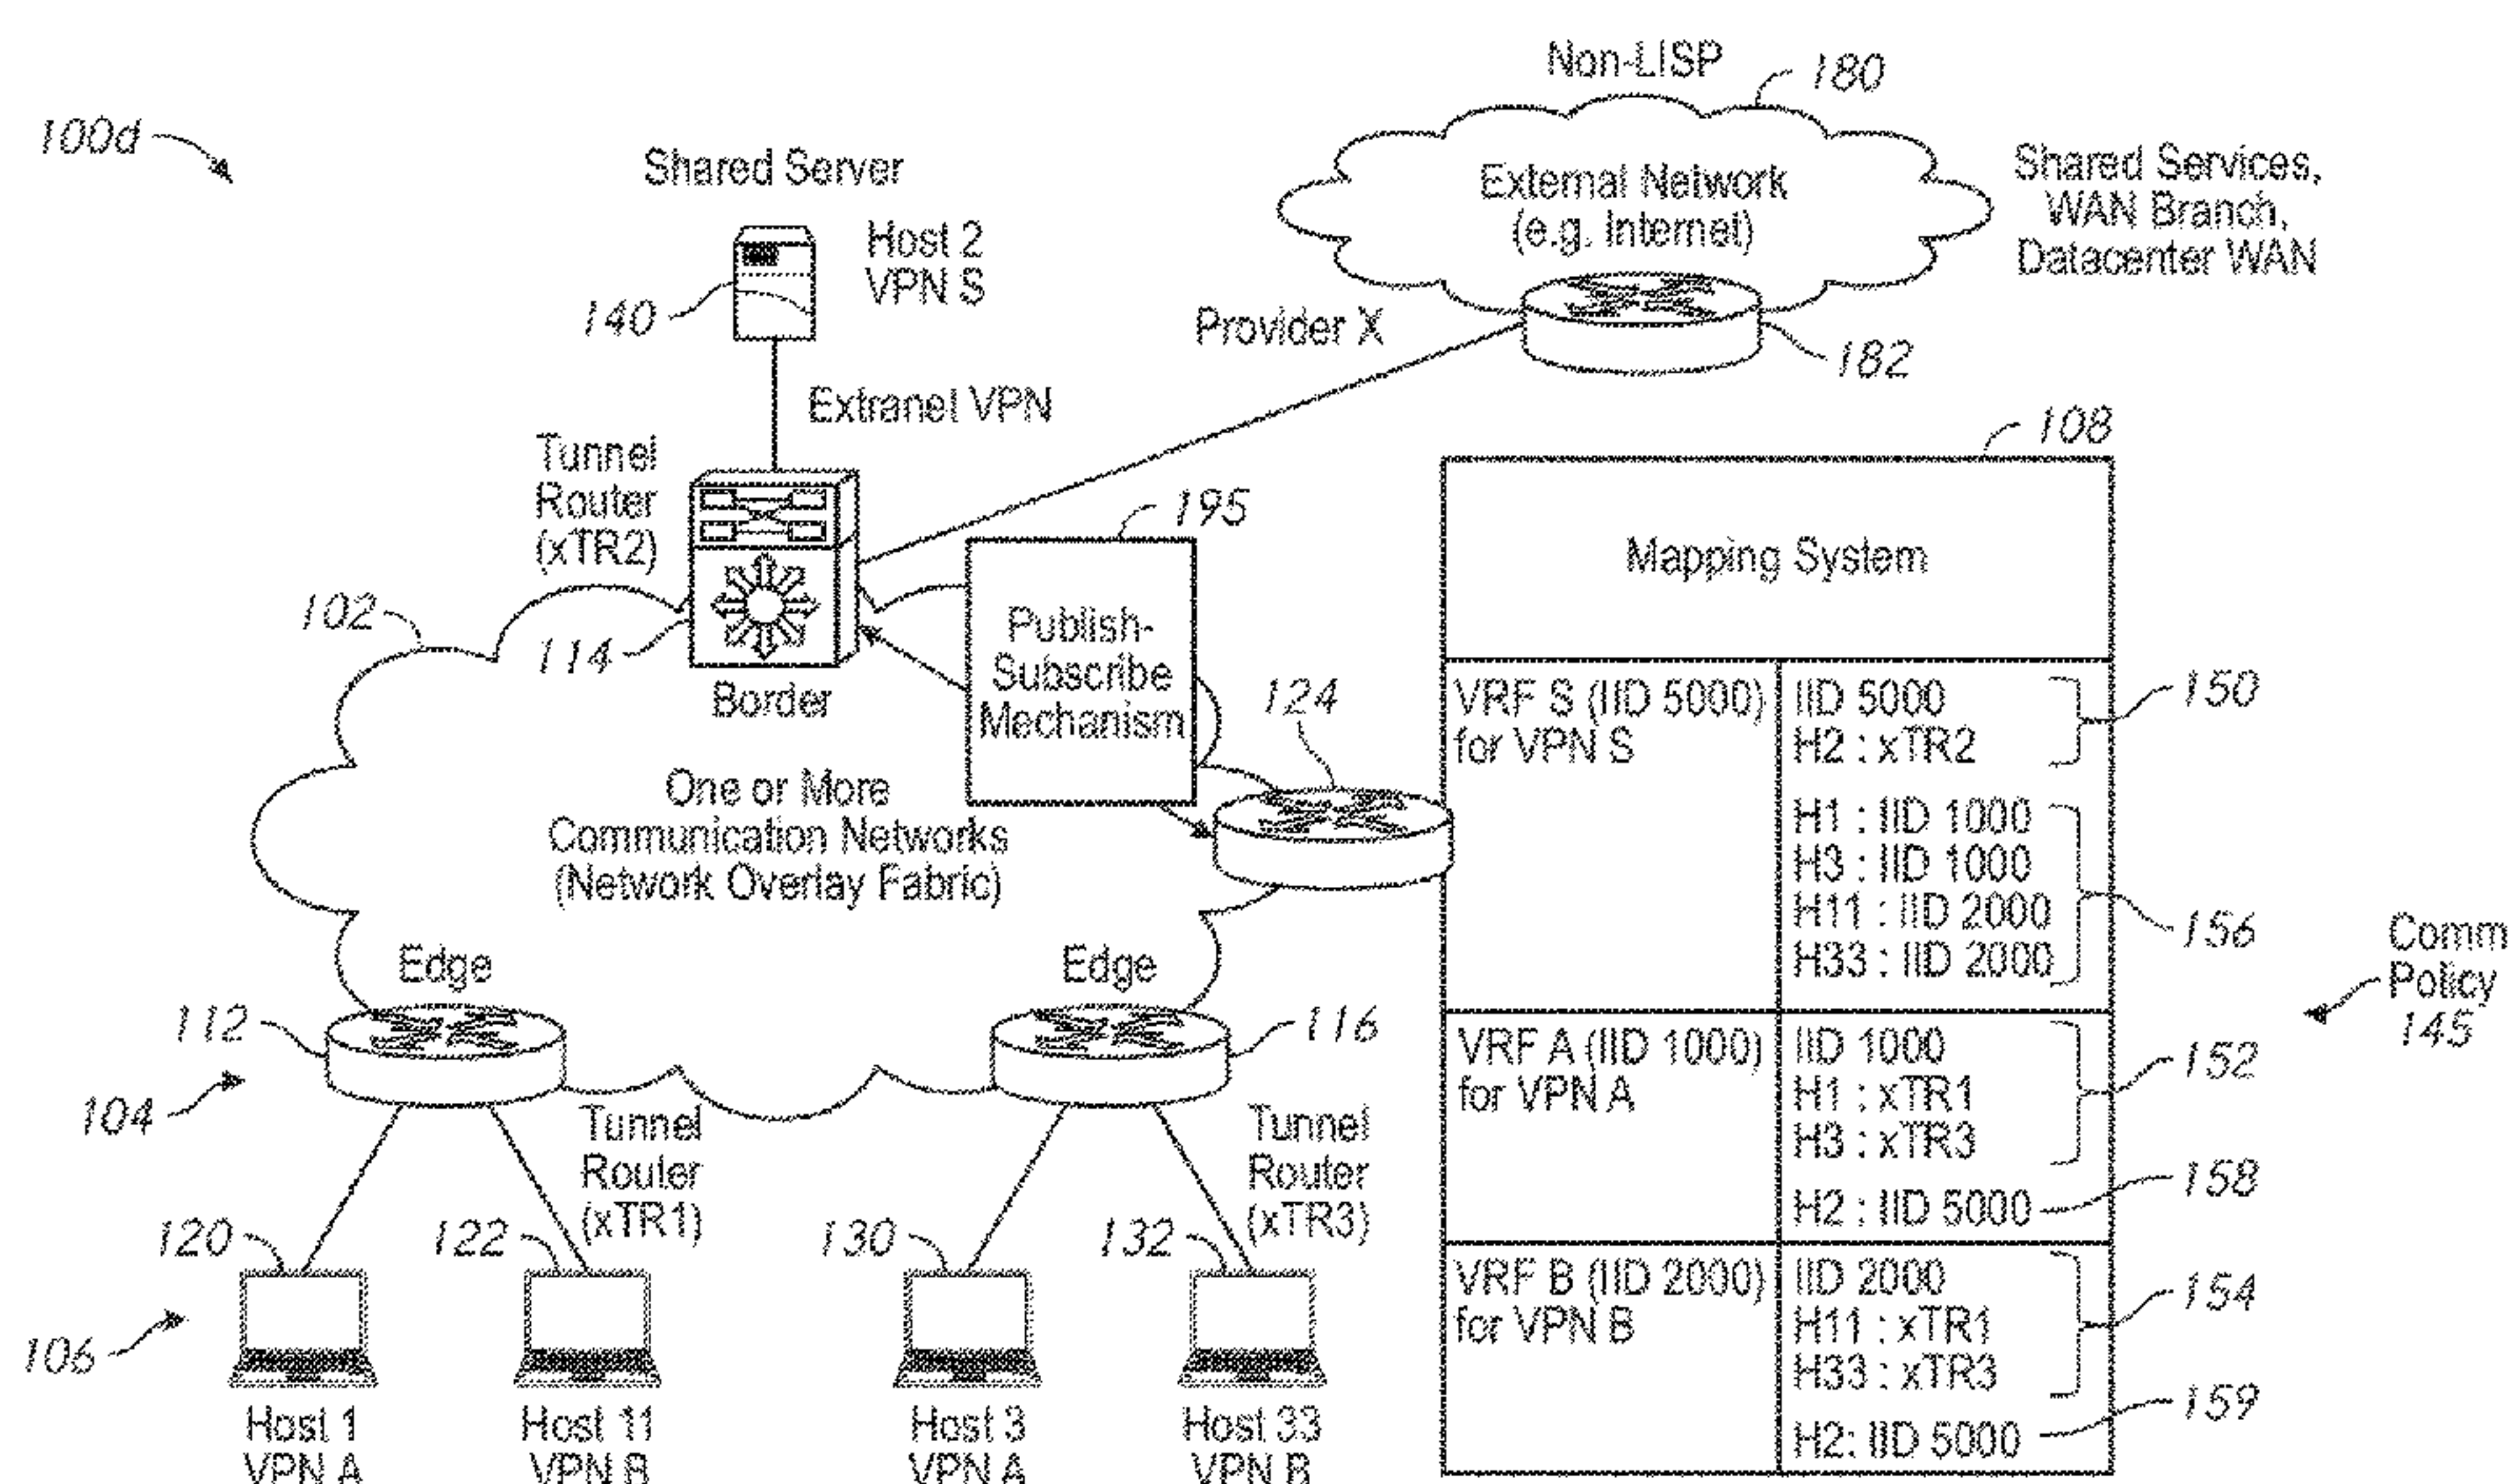 100d
Non-LISP
180
External Network
(e.g. Internet)
Shared Services,
WAN Branch,
Datacenter WAN
182
Provider X
Shared Server
Host 2
VPN S
140
Extranet VPN
Tunnel
Router
(xTR2)
114
Border
102
195
Publish-
Subscribe
Mechanism
124
One or More
Communication Networks
(Network Overlay Fabric)
Edge
112
104
Tunnel
Router
(xTR1)
Edge
116
Tunnel
Router
(xTR3)
120
122
130
132
106
Host 1
VPN A
Host 11
VPN B
Host 3
VPN A
Host 33
VPN B
108
Mapping System
VRF S (IID 5000)
for VPN S
IID 5000
H2 : xTR2
150
H1 : IID 1000
H3 : IID 1000
H11 : IID 2000
H33 : IID 2000
156
VRF A (IID 1000)
for VPN A
IID 1000
H1 : xTR1
H3 : xTR3
152
H2 : IID 5000
158
VRF B (IID 2000)
for VPN B
IID 2000
H11 : xTR1
H33 : xTR3
154
H2: IID 5000
159
Comm
Policy
145